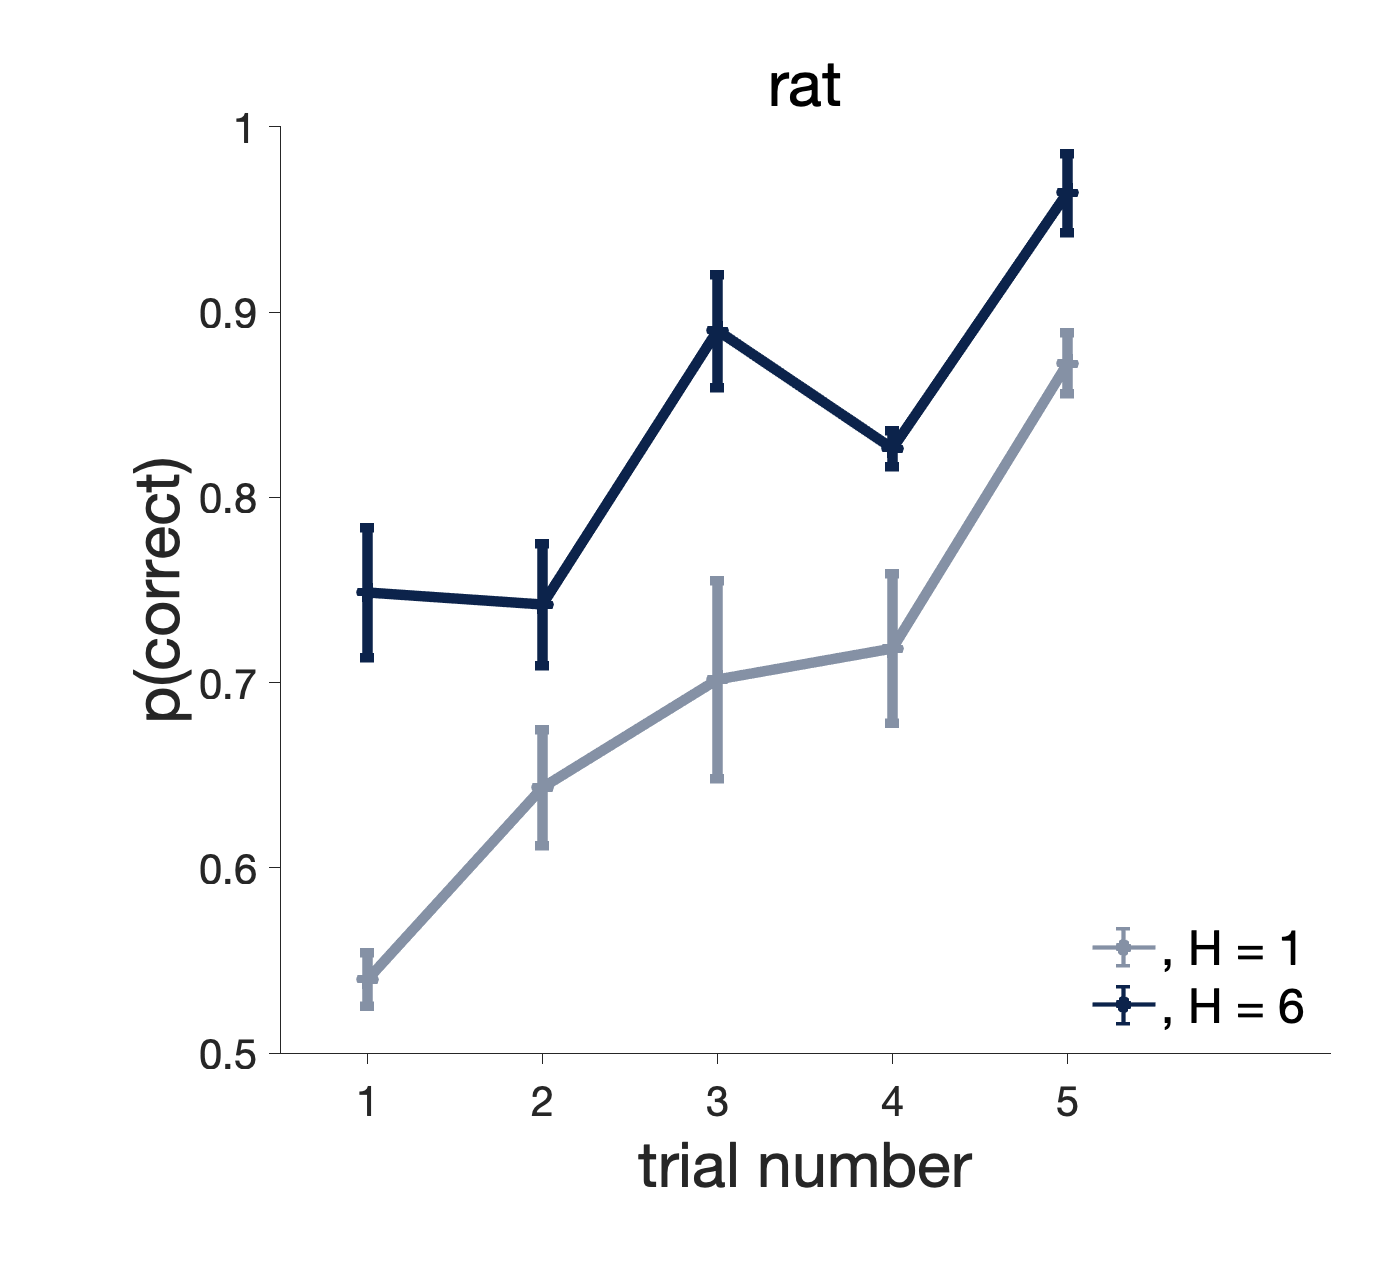 rat
1
0.9
0.8
0.7
0.6
0.5
p(correct)
1 2 3 4 5
trial number
, H = 1
, H = 6